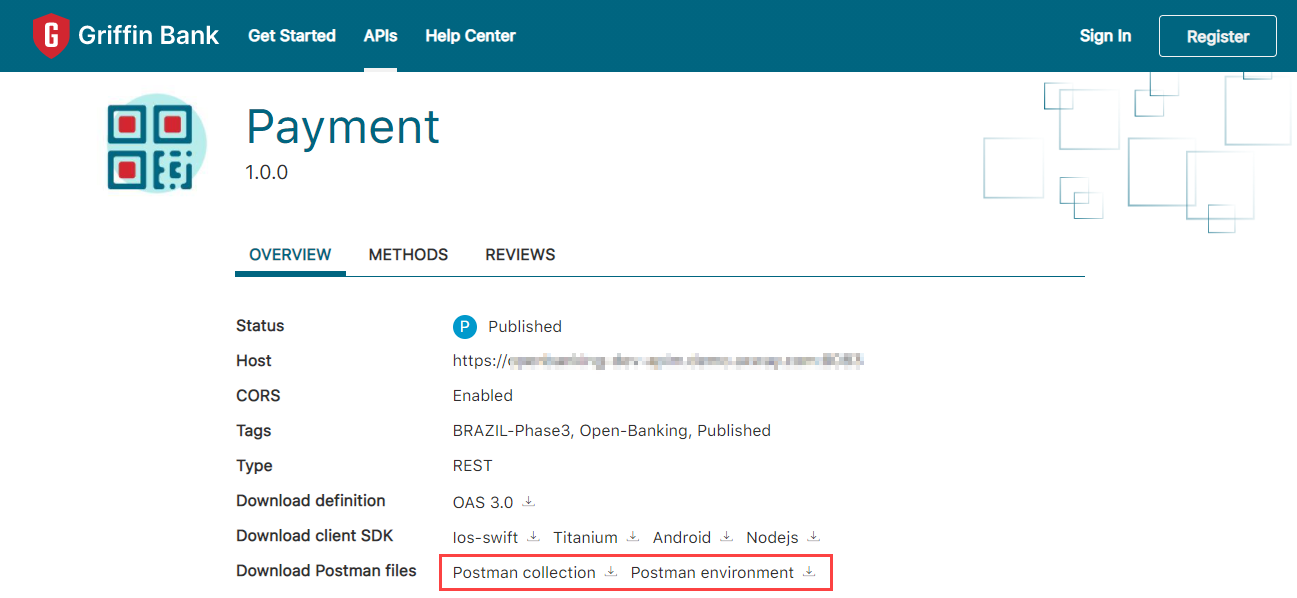 G Griffin Bank Get Started APIs Help Center Sign In Register
Payment
1.0.0
OVERVIEW METHODS REVIEWS
Status P Published
Host https://
CORS Enabled
Tags BRAZIL-Phase3, Open-Banking, Published
Type REST
Download definition OAS 3.0
Download client SDK Ios-swift Titanium Android Nodejs
Download Postman files Postman collection Postman environment